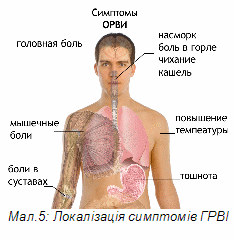 Симптомы
ОРВИ
головная боль
насморк
боль в горле
чихание
кашель
мышечные
боли
повышение
темпеатуры
боли в
суставах
тошнота
Мал.5: Локалізація симптомів ГРВІ